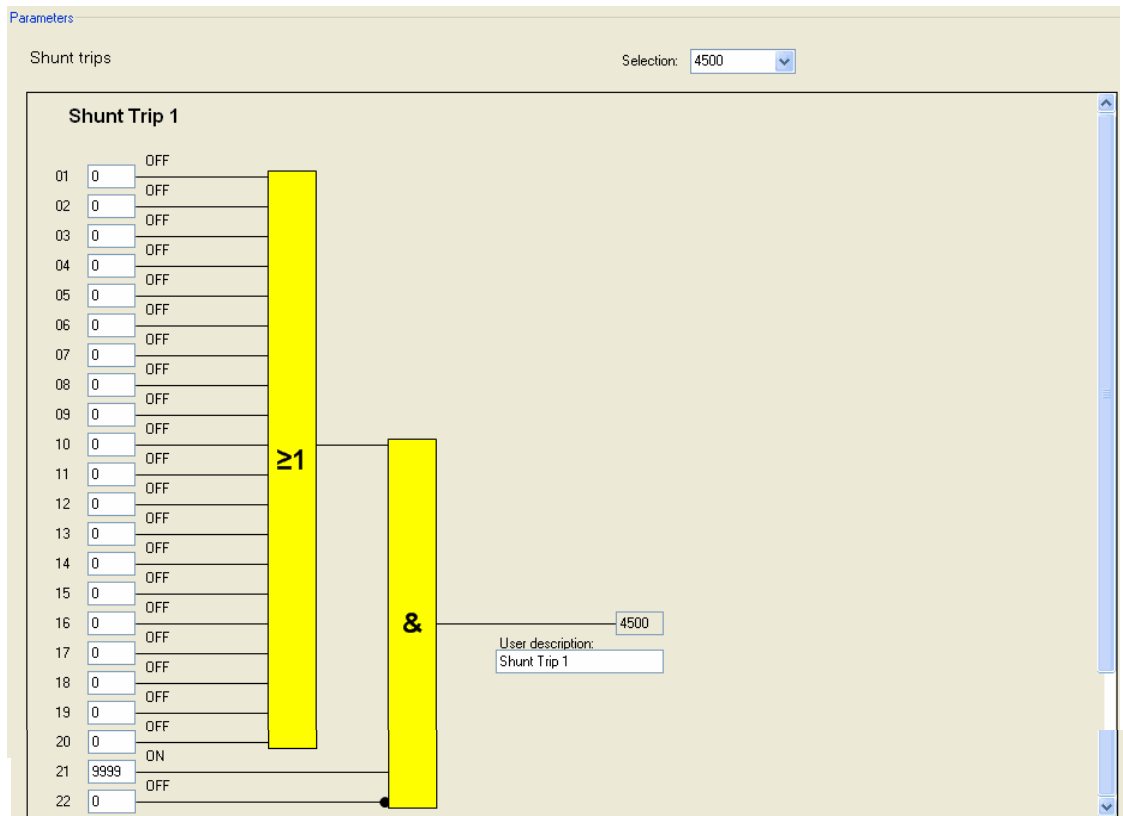 Parameters
Shunt trips Selection: 4500
Shunt Trip 1
OFF
01 0
OFF
02 0
OFF
03 0
OFF
04 0
OFF
05 0
OFF
06 0
OFF
07 0
OFF
08 0
OFF
09 0
OFF
10 0
OFF
≥1
11 0
OFF
12 0
OFF
13 0
OFF
14 0
OFF
15 0
OFF
16 0 & 4500
OFF
User description:
17 0 Shunt Trip 1
OFF
18 0
OFF
19 0
OFF
20 0
ON
21 9999
OFF
22 0